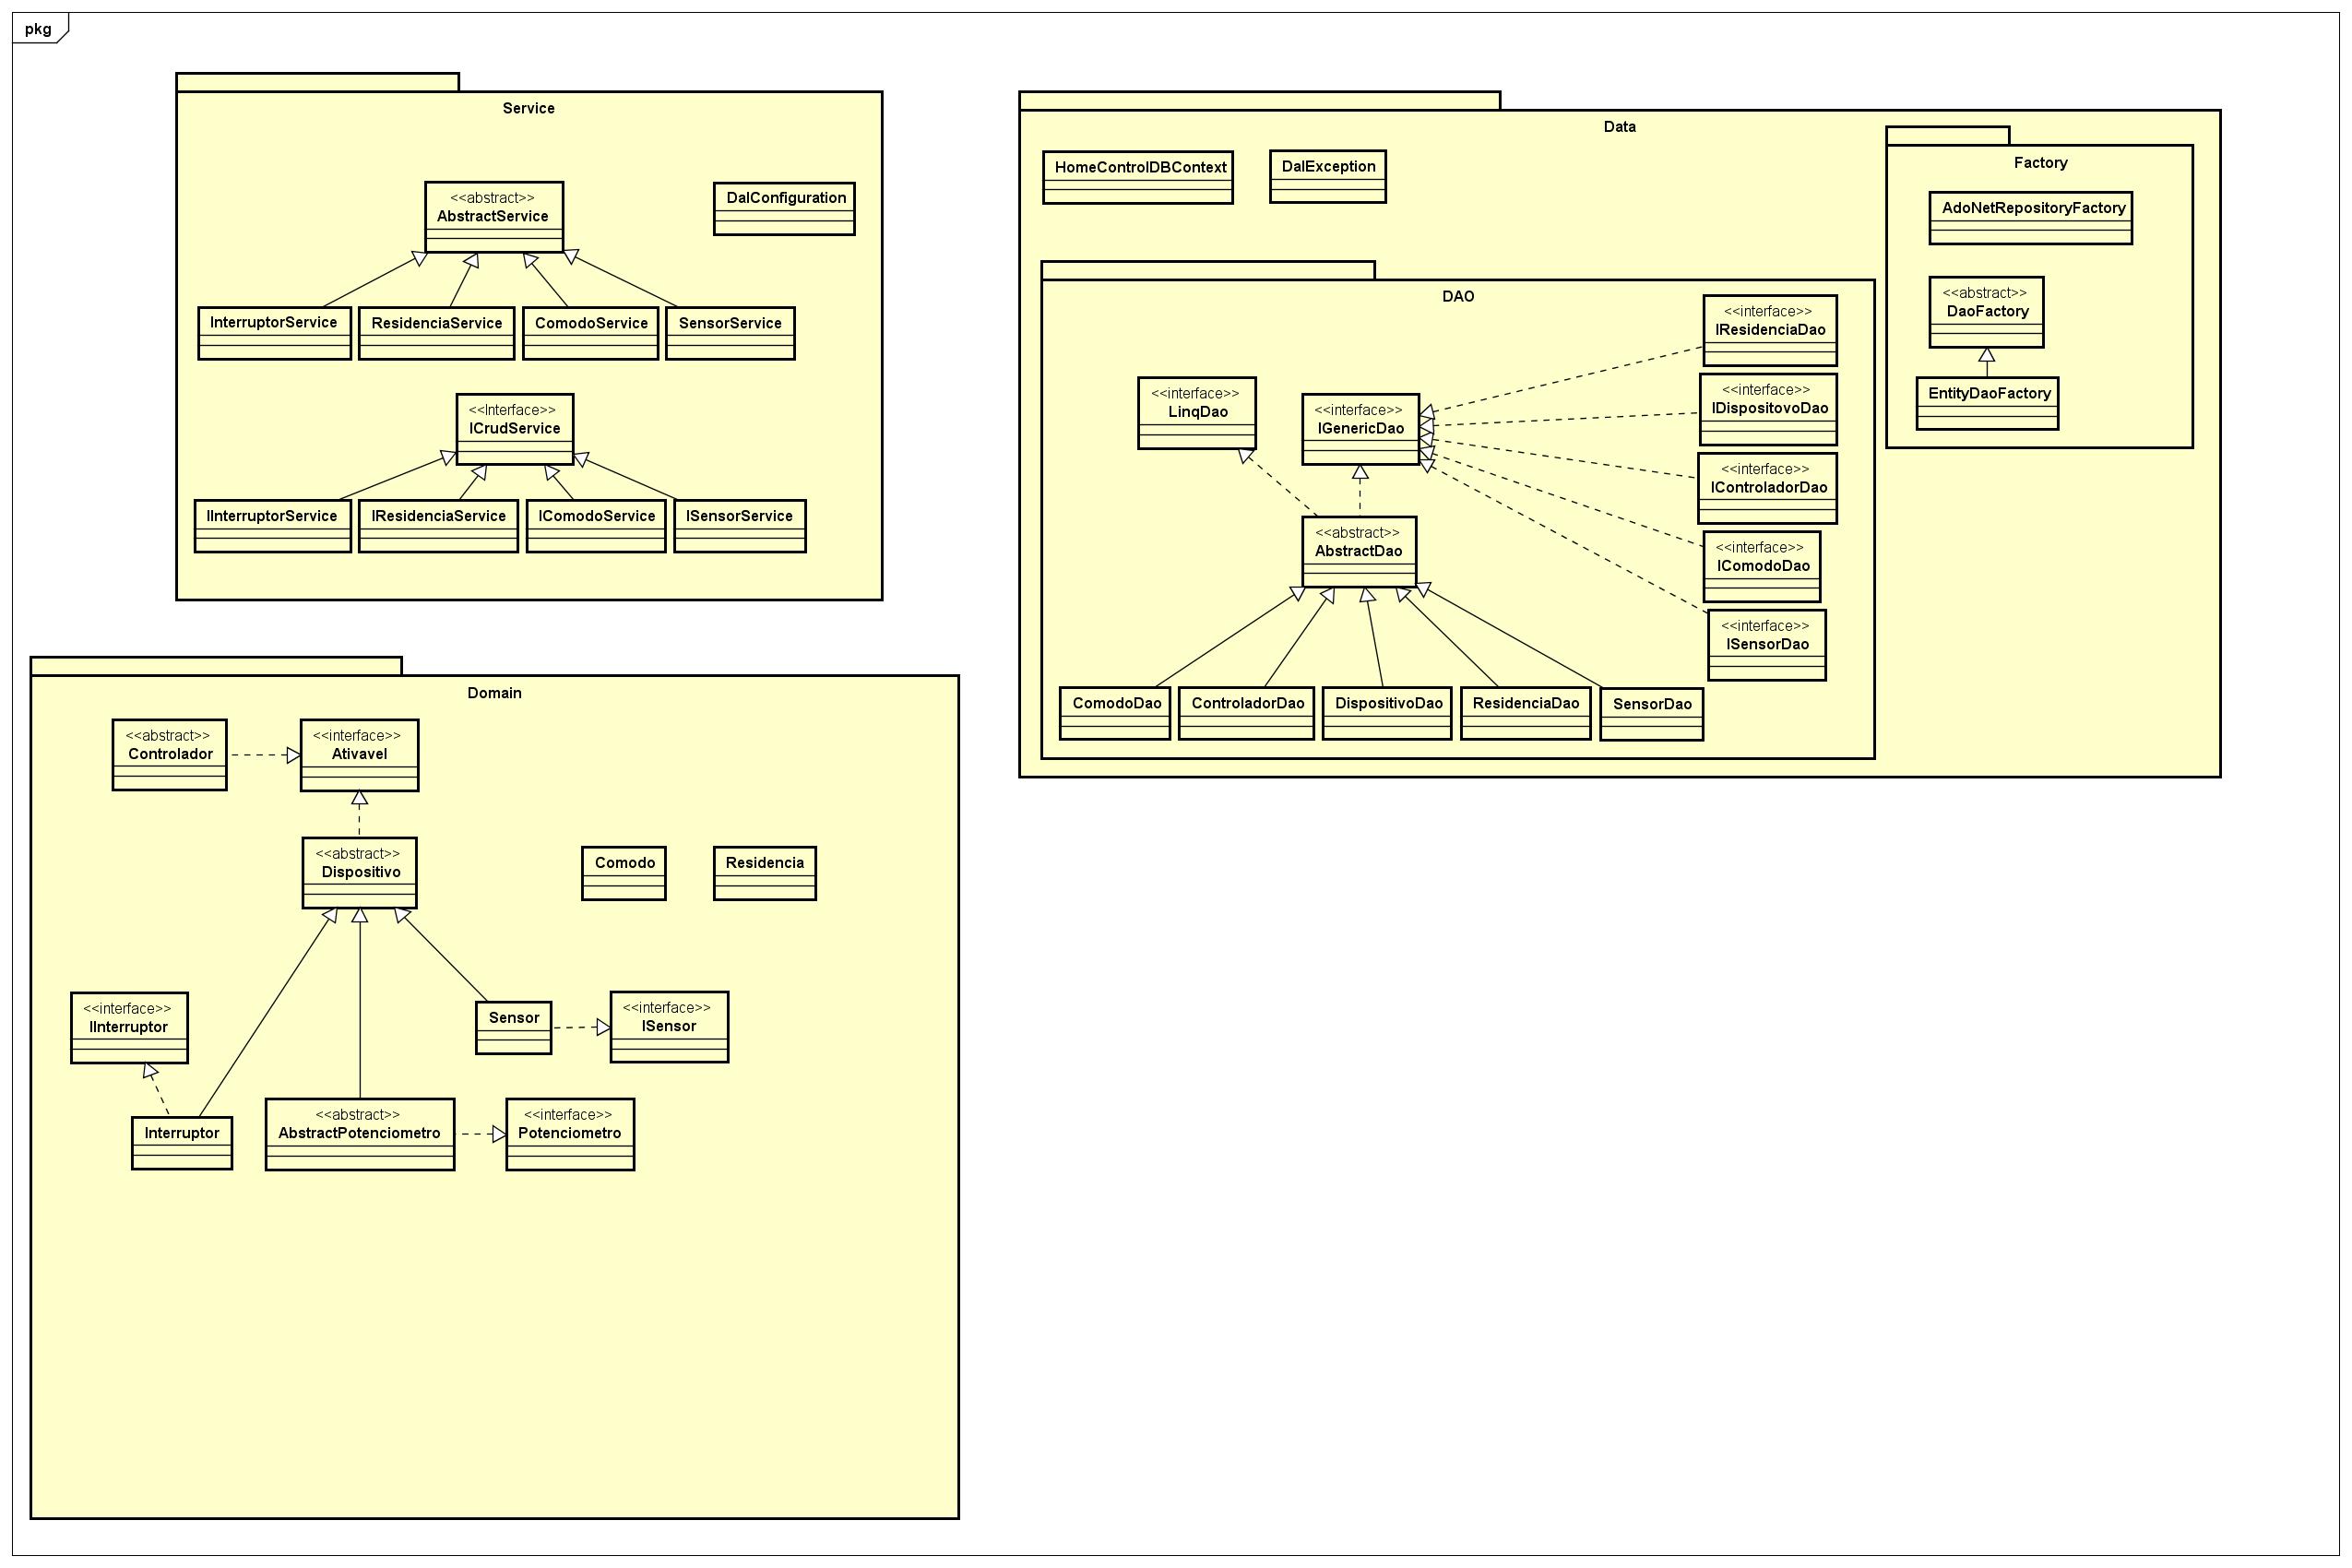 pkg
Service
<<abstract>>
AbstractService
DalConfiguration
InterruptorService
ResidenciaService
ComodoService
SensorService
<<Interface>>
ICrudService
IInterruptorService
IResidenciaService
IComodoService
ISensorService
Data
HomeControlDBContext
DalException
Factory
AdoNetRepositoryFactory
<<abstract>>
DaoFactory
EntityDaoFactory
DAO
<<interface>>
IResidenciaDao
<<interface>>
LinqDao
<<interface>>
IGenericDao
<<interface>>
IDispositovoDao
<<interface>>
IControladorDao
<<abstract>>
AbstractDao
<<interface>>
IComodoDao
<<interface>>
ISensorDao
ComodoDao
ControladorDao
DispositivoDao
ResidenciaDao
SensorDao
Domain
<<abstract>>
Controlador
<<interface>>
Ativavel
<<abstract>>
Dispositivo
Comodo
Residencia
<<interface>>
IInterruptor
Sensor
<<interface>>
ISensor
Interruptor
<<abstract>>
AbstractPotenciometro
<<interface>>
Potenciometro